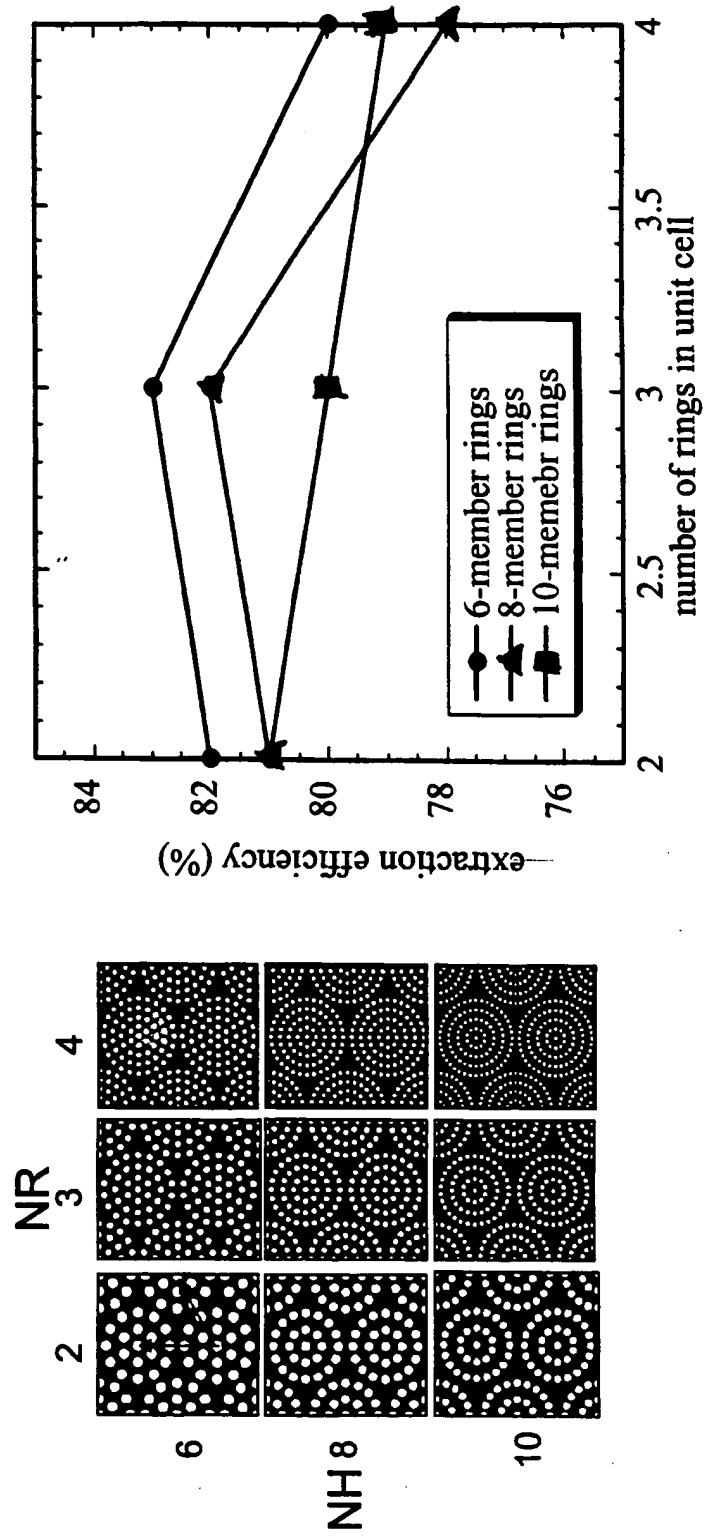 NR
2 3 4
6
NH 8
10
extraction efficiency (%)
84
82
80
78
76
2 2.5 3 3.5 4
number of rings in unit cell
6-member rings
8-member rings
10-memebr rings